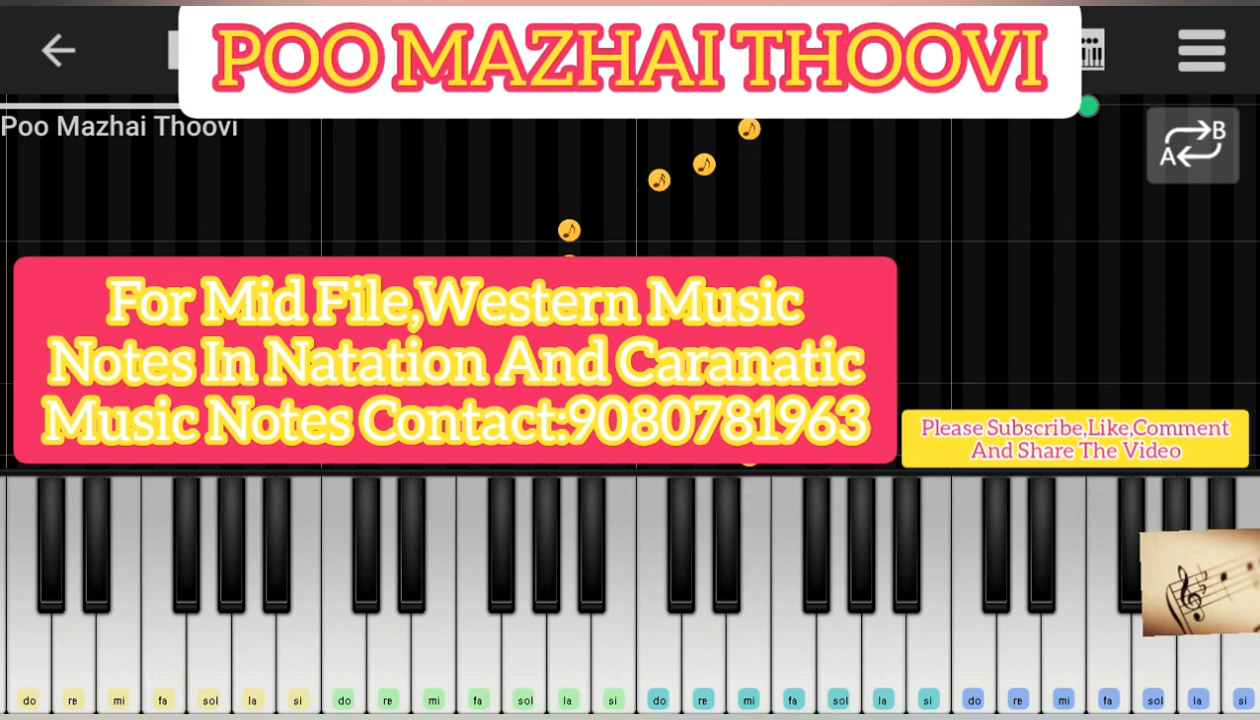 POO MAZHAI THOOVI
Poo Mazhai Thoovi
A B
For Mid File,Western Music
Notes In Natation And Caranatic
Music Notes Contact:9080781963
Please Subscribe,Like,Comment
And Share The Video
do re mi fa sol la si do re mi fa sol la si do re mi fa sol la si do re mi fa sol la si